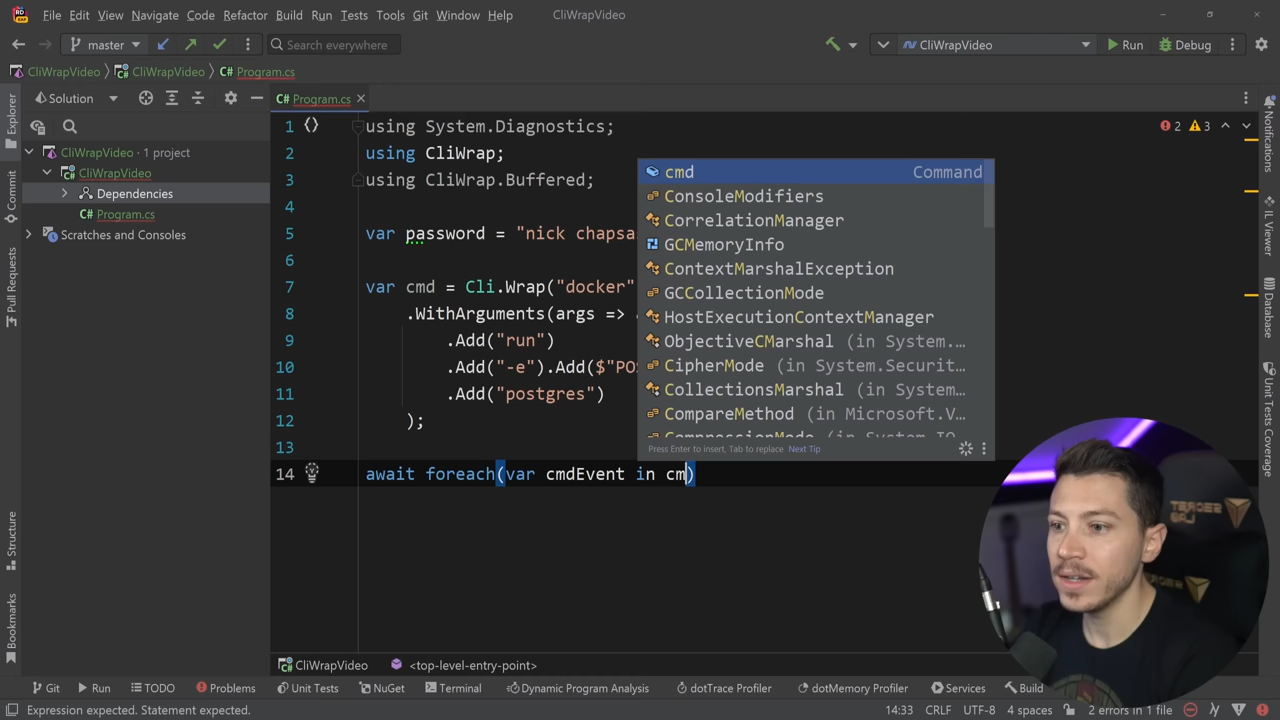 File Edit View Navigate Code Refactor Build Run Tests Tools Git Window Help CliWrapVideo
master Search everywhere CliWrapVideo Run Debug
CliWrapVideo CliWrapVideo C# Program.cs
Solution
C# Program.cs
Explorer
Commit
Pull Requests
Structure
Bookmarks
CliWrapVideo · 1 project
CliWrapVideo
Dependencies
C# Program.cs
Scratches and Consoles
2 3
1 using System.Diagnostics;
2 using CliWrap;
3 using CliWrap.Buffered;
4
5 var password = "nick chapsa
6
7 var cmd = Cli.Wrap("docker"
8 .WithArguments(args =>
9 .Add("run")
10 .Add("-e").Add($"PO
11 .Add("postgres")
12 );
13
14 await foreach(var cmdEvent in cm)
cmd Command
ConsoleModifiers
CorrelationManager
GCMemoryInfo
ContextMarshalException
GCCollectionMode
HostExecutionContextManager
ObjectiveCMarshal (in System.…
CipherMode (in System.Securit…
CollectionsMarshal (in System…
CompareMethod (in Microsoft.V…
CompressionMode (in System.IO
Press Enter to insert, Tab to replace Next Tip
Notifications
IL Viewer
Database
Unit Tests Coverage
C# CliWrapVideo <top-level-entry-point>
Git Run TODO Problems Unit Tests NuGet Terminal Dynamic Program Analysis dotTrace Profiler dotMemory Profiler Services Build
Expression expected. Statement expected. 14:33 CRLF UTF-8 4 spaces 2 errors in 1 file